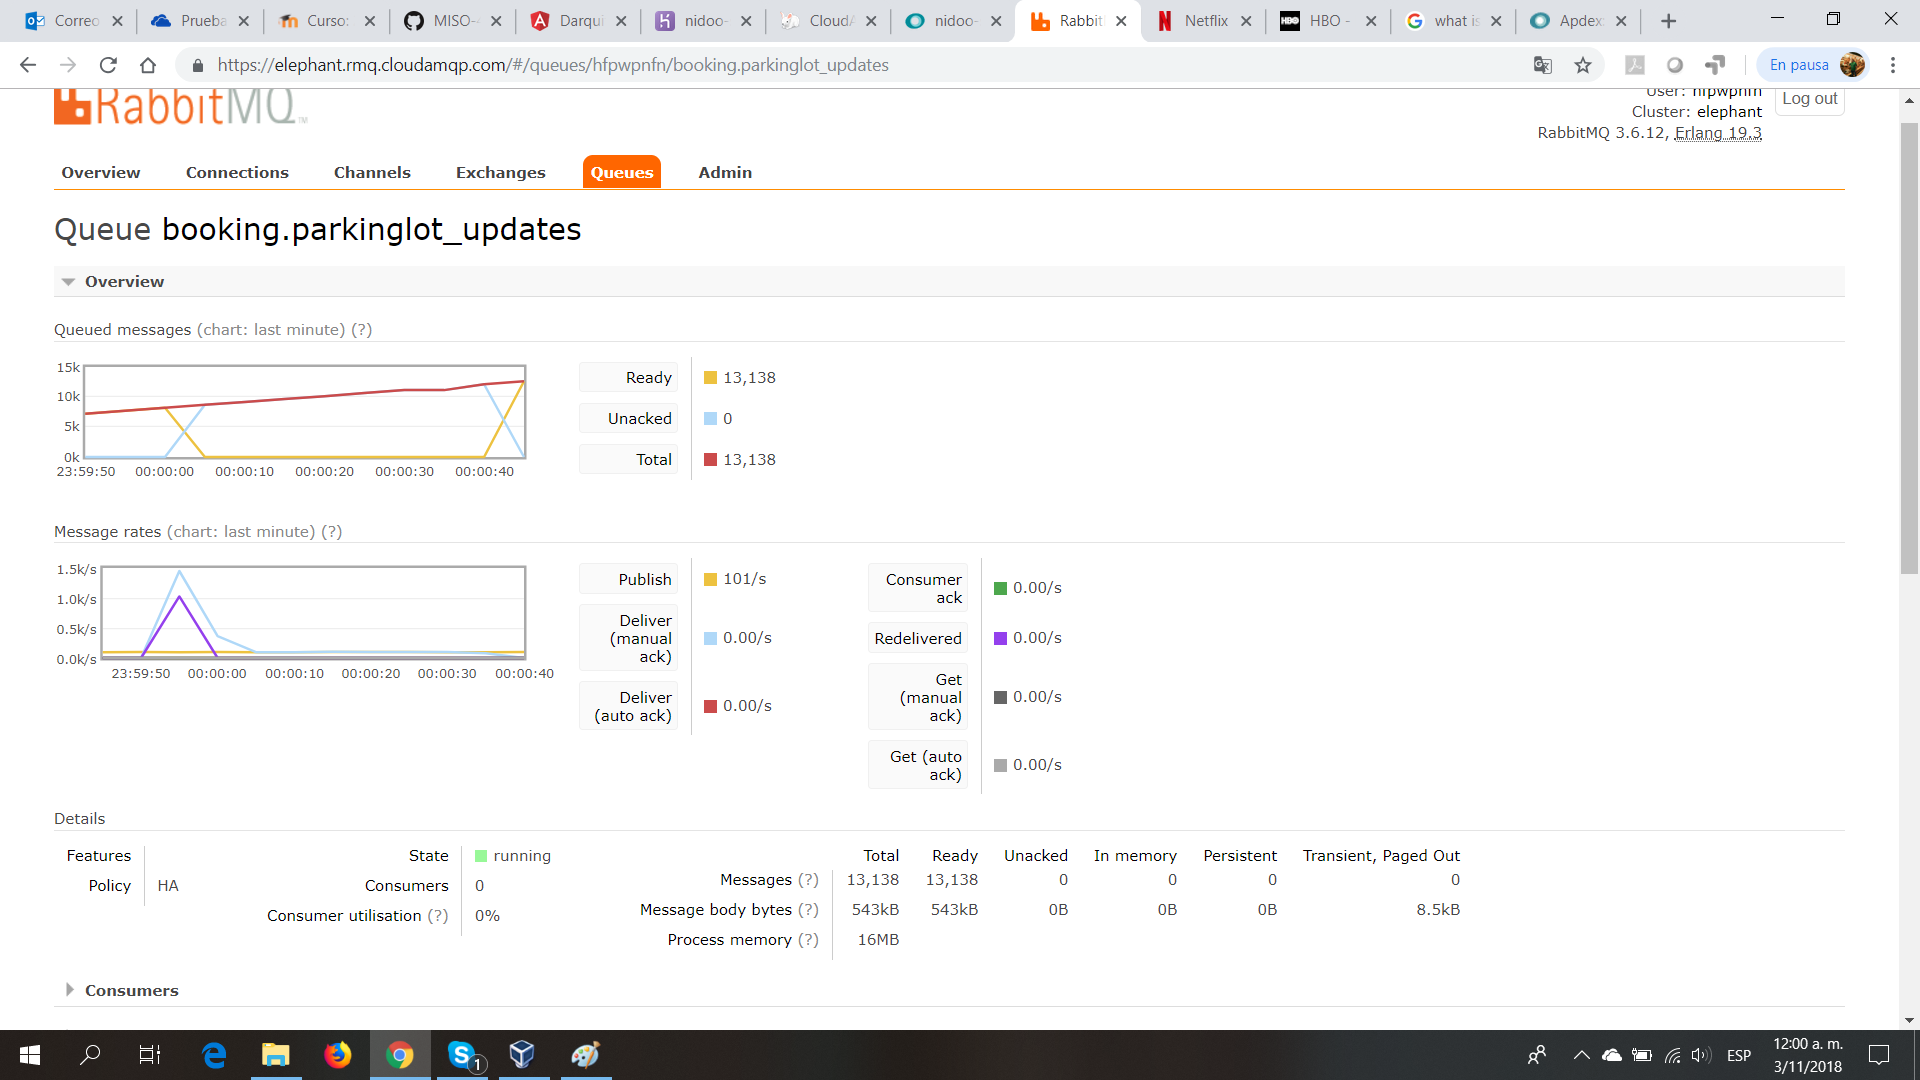 Correo
Prueba
Curso:
MISO-
Darqui
nidoo-
CloudA
nidoo-
Rabbit
Netflix
HBO -
what is
Apdex
https://elephant.rmq.cloudamqp.com/#/queues/hfpwpnfn/booking.parkinglot_updates
En pausa
RabbitMQ
User: hfpwpnfn
Cluster: elephant
RabbitMQ 3.6.12, Erlang 19.3
Log out
Overview Connections Channels Exchanges Queues Admin
Queue booking.parkinglot_updates
Overview
Queued messages (chart: last minute) (?)
15k
10k
5k
0k
23:59:50 00:00:00 00:00:10 00:00:20 00:00:30 00:00:40
Ready 13,138
Unacked 0
Total 13,138
Message rates (chart: last minute) (?)
1.5k/s
1.0k/s
0.5k/s
0.0k/s
23:59:50 00:00:00 00:00:10 00:00:20 00:00:30 00:00:40
Publish 101/s
Deliver
(manual 0.00/s
ack)
Deliver
(auto ack) 0.00/s
Consumer
ack 0.00/s
Redelivered 0.00/s
Get
(manual 0.00/s
ack)
Get (auto
ack) 0.00/s
Details
Features
Policy HA
State running
Consumers 0
Consumer utilisation (?) 0%
Total Ready Unacked In memory Persistent Transient, Paged Out
Messages (?) 13,138 13,138 0 0 0 0
Message body bytes (?) 543kB 543kB 0B 0B 0B 8.5kB
Process memory (?) 16MB
Consumers
1
ESP
12:00 a. m.
3/11/2018